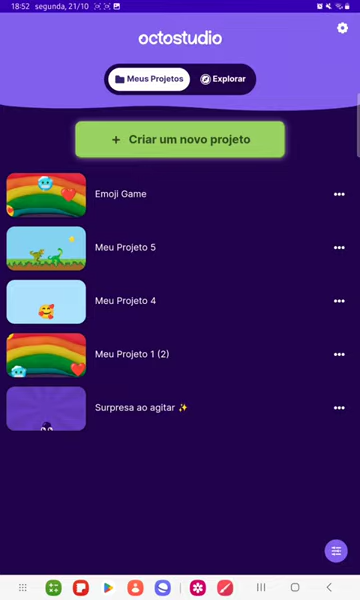 18:52 segunda, 21/10
octostudio
Meus Projetos
Explorar
+ Criar um novo projeto
Emoji Game
Meu Projeto 5
Meu Projeto 4
Meu Projeto 1 (2)
Surpresa ao agitar ✨